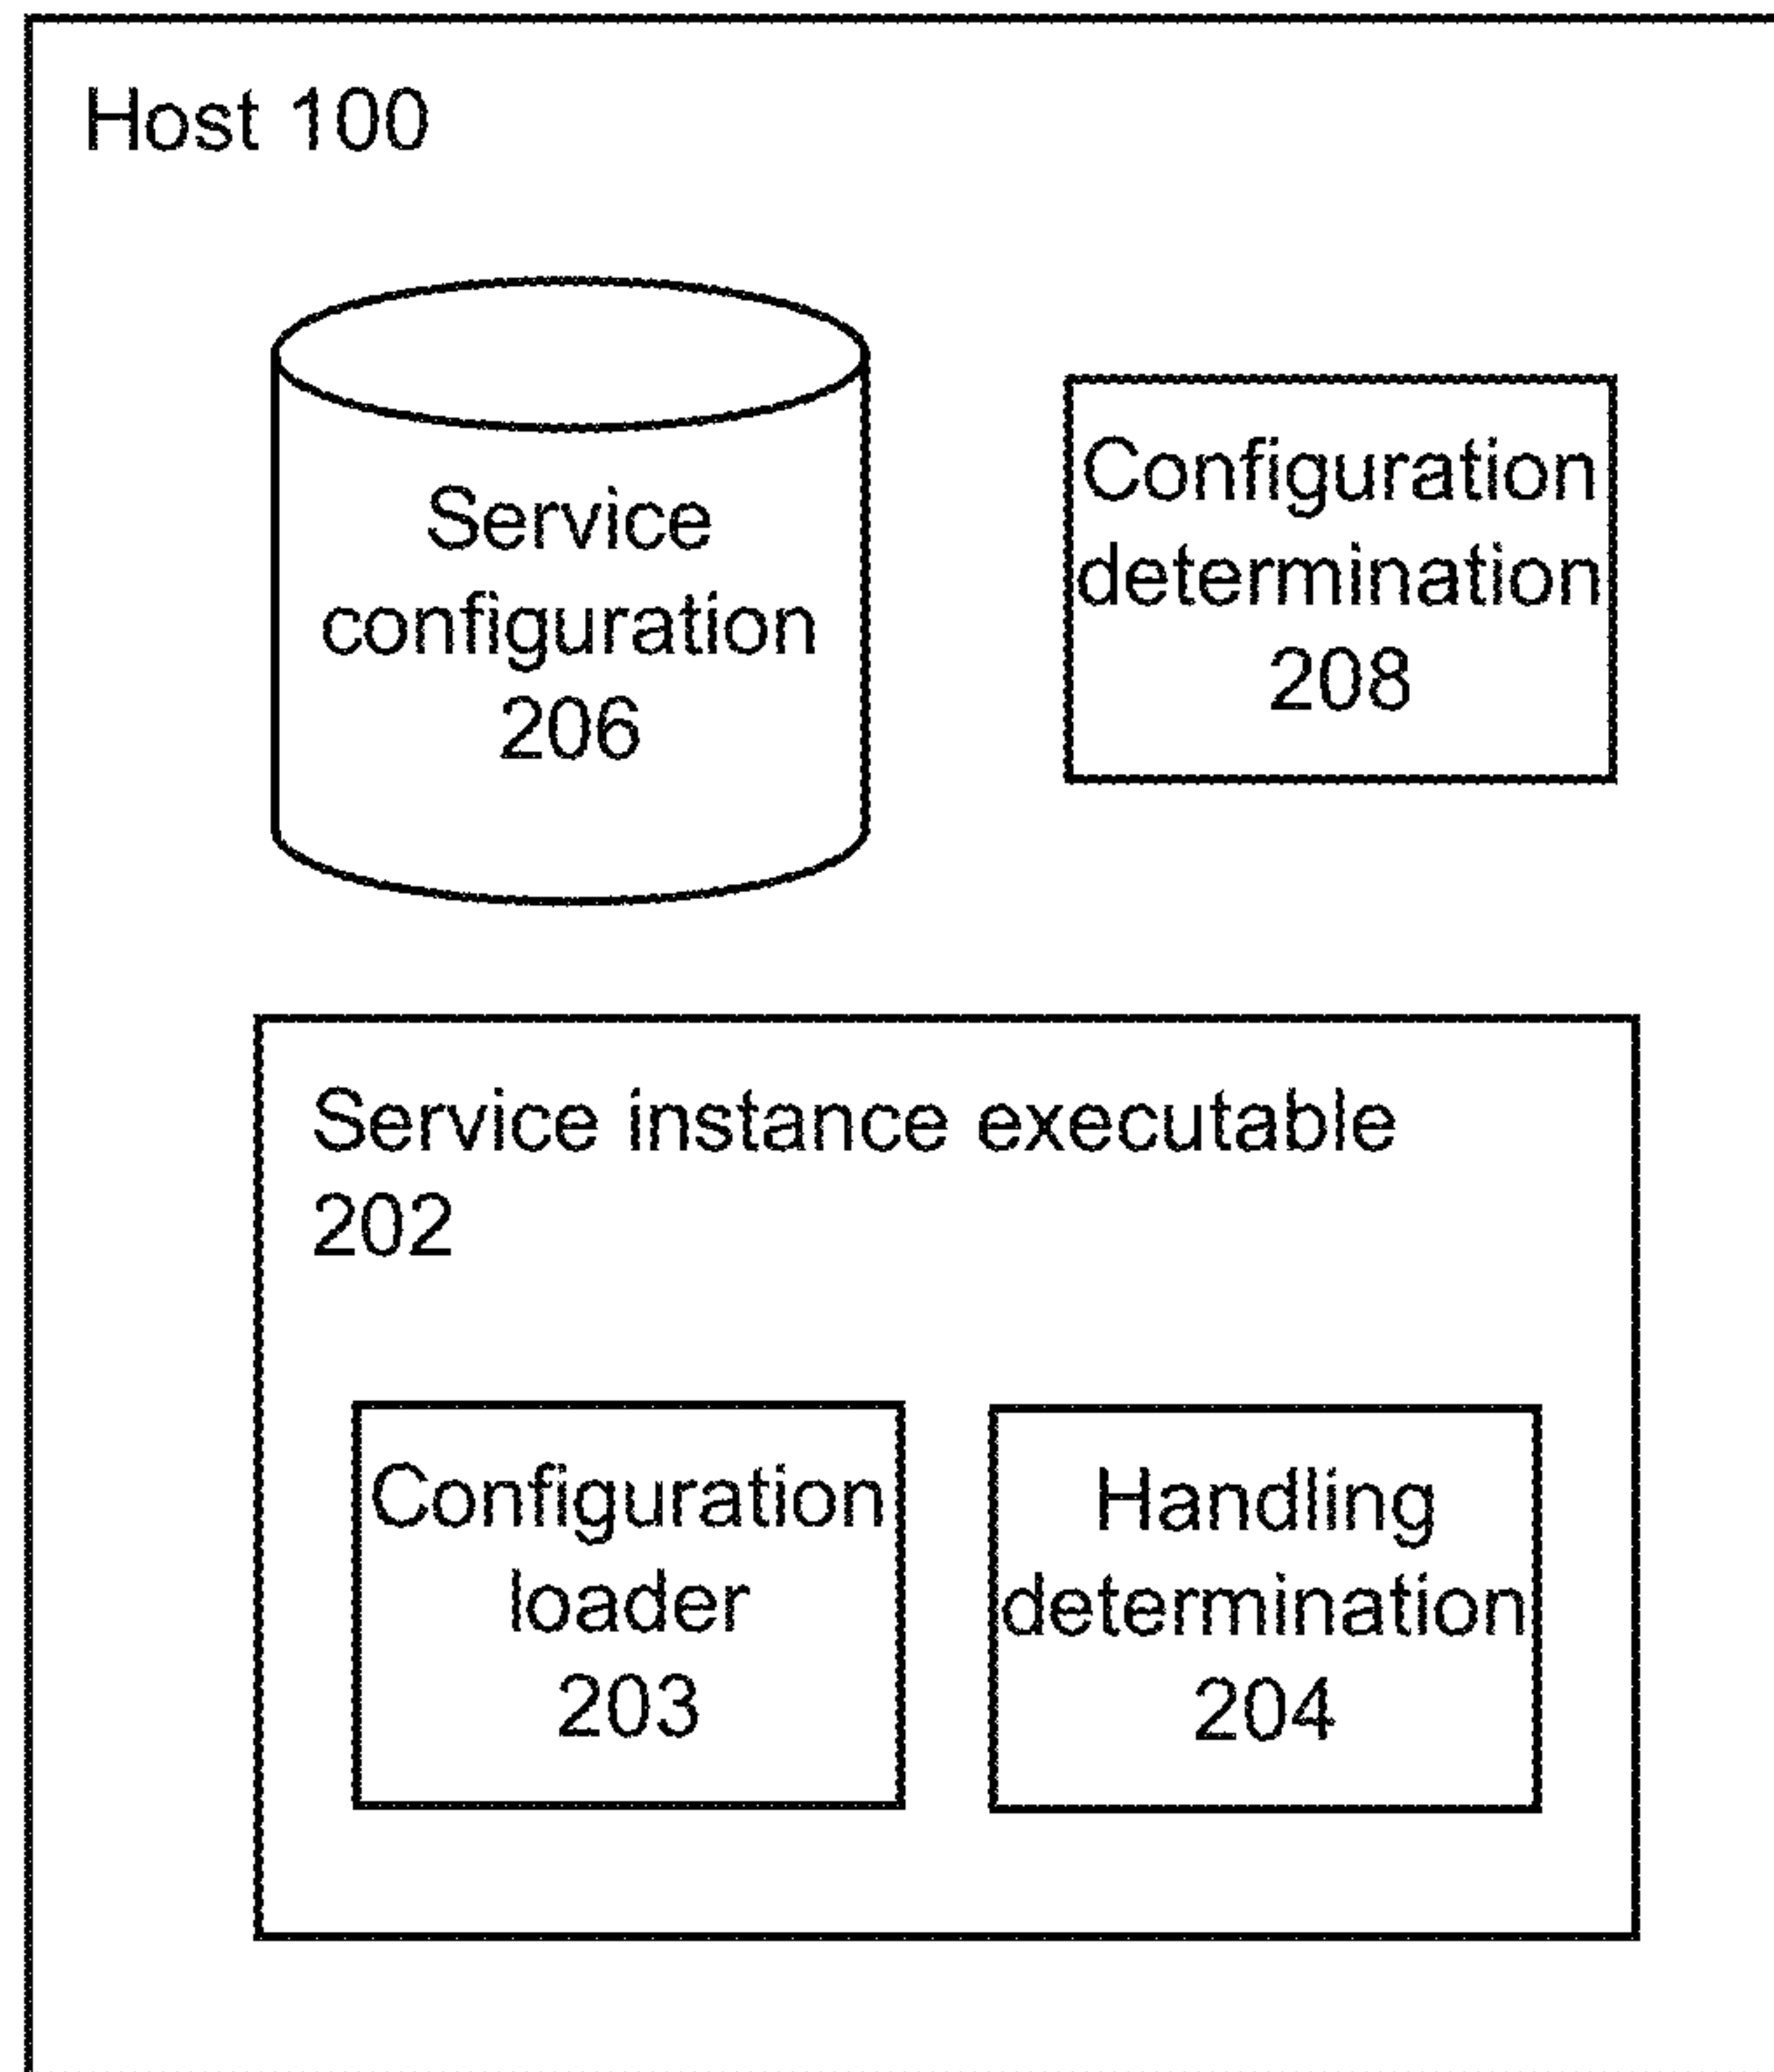 Host 100
Service
configuration
206
Configuration
determination
208
Service instance executable
202
Configuration
loader
203
Handling
determination
204